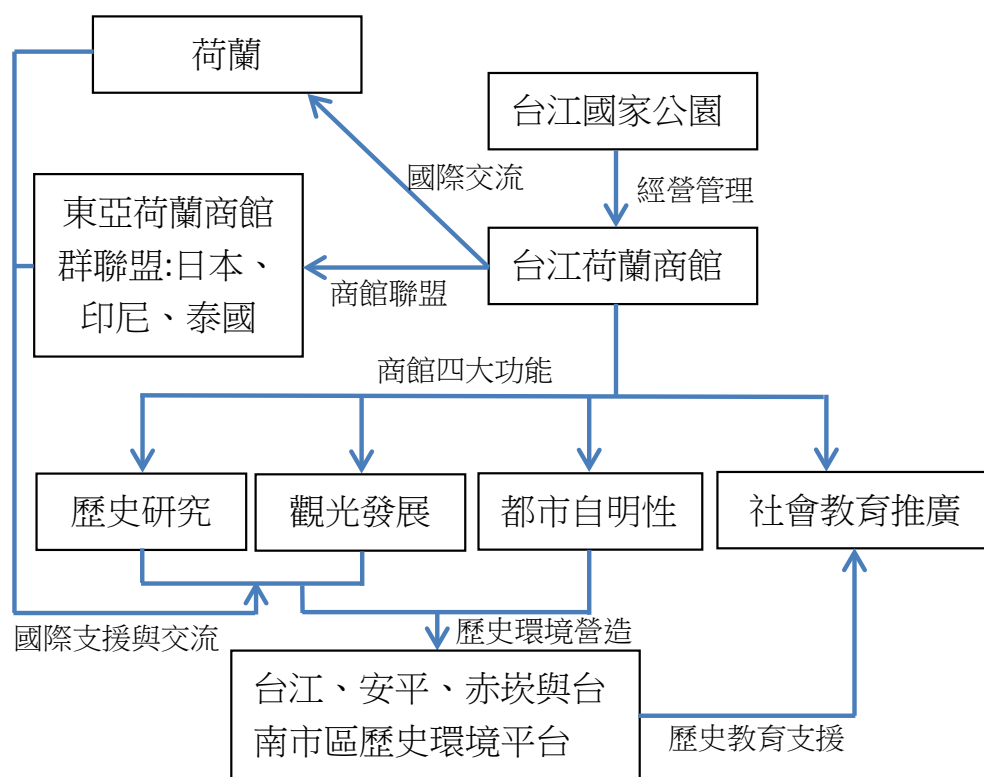 荷蘭
台江國家公園
國際交流
經營管理
東亞荷蘭商館
群聯盟:日本、
印尼、泰國
台江荷蘭商館
商館聯盟
商館四大功能
歷史研究
觀光發展
都市自明性
社會教育推廣
國際支援與交流
歷史環境營造
台江、安平、赤崁與台
南市區歷史環境平台
歷史教育支援